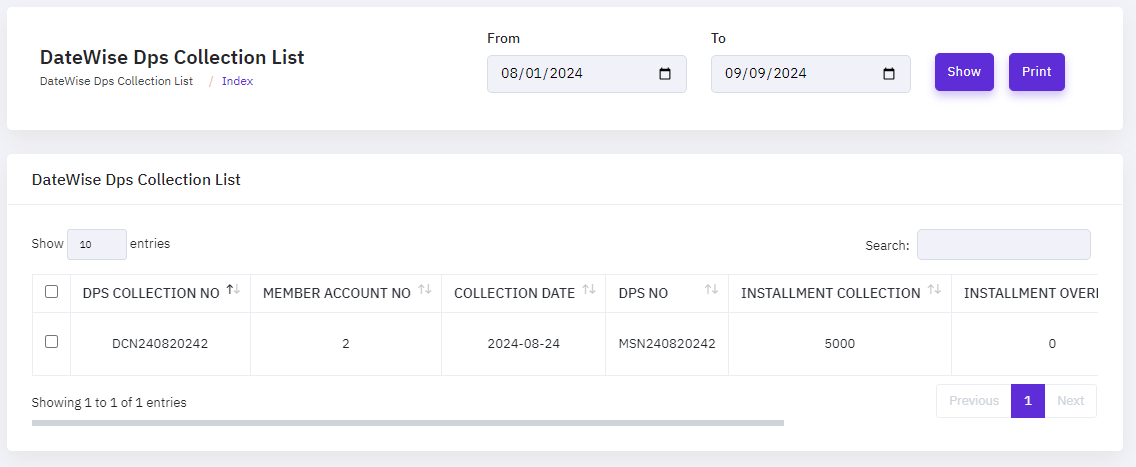 From To
DateWise Dps Collection List
08/01/2024 09/09/2024 Show Print
DateWise Dps Collection List / Index
DateWise Dps Collection List
Show 10 entries Search:
DPS COLLECTION NO MEMBER ACCOUNT NO COLLECTION DATE DPS NO INSTALLMENT COLLECTION INSTALLMENT
DCN240820242 2 2024-08-24 MSN240820242 5000 0
Showing 1 to 1 of 1 entries Previous 1 Next